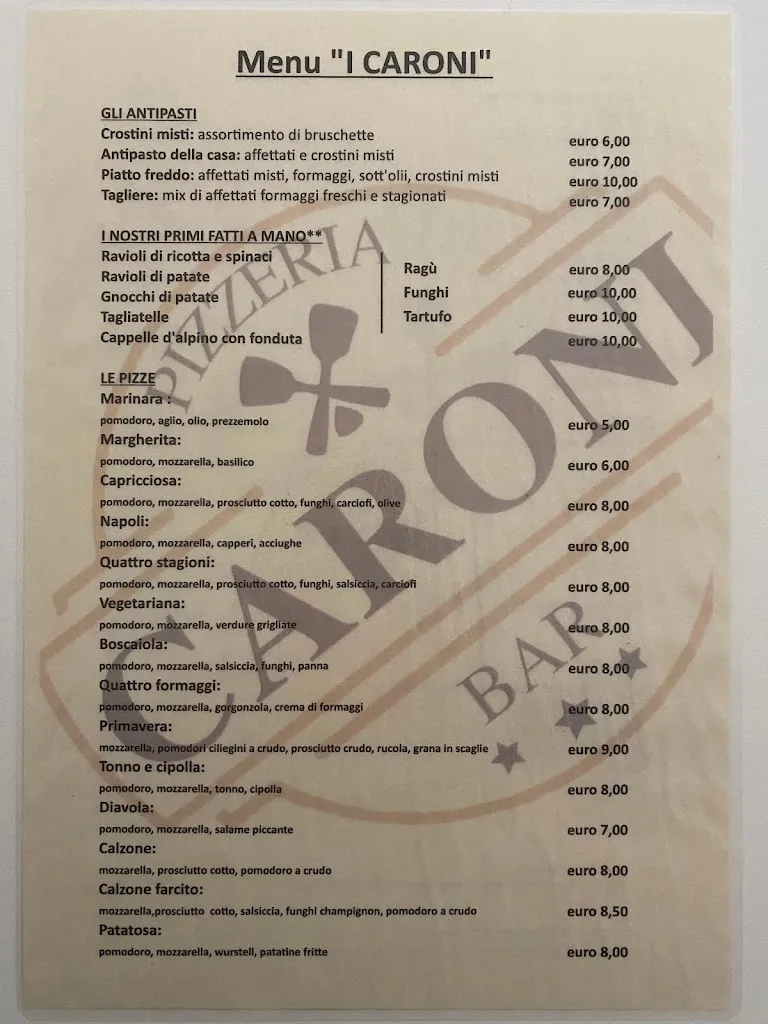 Menu "I CARONI"
GLI ANTIPASTI
Crostini misti: assortimento di bruschette euro 6,00
Antipasto della casa: affettati e crostini misti euro 7,00
Piatto freddo: affettati misti, formaggi, sott'olii, crostini misti euro 10,00
Tagliere: mix di affettati formaggi freschi e stagionati euro 7,00
I NOSTRI PRIMI FATTI A MANO**
Ravioli di ricotta e spinaci
Ravioli di patate Ragù euro 8,00
Gnocchi di patate Funghi euro 10,00
Tagliatelle Tartufo euro 10,00
Cappelle d'alpino con fonduta euro 10,00
LE PIZZE
Marinara :
pomodoro, aglio, olio, prezzemolo euro 5,00
Margherita:
pomodoro, mozzarella, basilico euro 6,00
Capricciosa:
pomodoro, mozzarella, prosciutto cotto, funghi, carciofi, olive euro 8,00
Napoli:
pomodoro, mozzarella, capperi, acciughe euro 8,00
Quattro stagioni:
pomodoro, mozzarella, prosciutto cotto, funghi, salsiccia, carciofi euro 8,00
Vegetariana:
pomodoro, mozzarella, verdure grigliate euro 8,00
Boscaiola:
pomodoro, mozzarella, salsiccia, funghi, panna euro 8,00
Quattro formaggi:
pomodoro, mozzarella, gorgonzola, crema di formaggi euro 8,00
Primavera:
mozzarella, pomodori ciliegini a crudo, prosciutto crudo, rucola, grana in scaglie euro 9,00
Tonno e cipolla:
pomodoro, mozzarella, tonno, cipolla euro 8,00
Diavola:
pomodoro, mozzarella, salame piccante euro 7,00
Calzone:
mozzarella, prosciutto cotto, pomodoro a crudo euro 8,00
Calzone farcito:
mozzarella,prosciutto cotto, salsiccia, funghi champignon, pomodoro a crudo euro 8,50
Patatosa:
pomodoro, mozzarella, wurstell, patatine fritte euro 8,00
PIZZERIA
CARONI
BAR